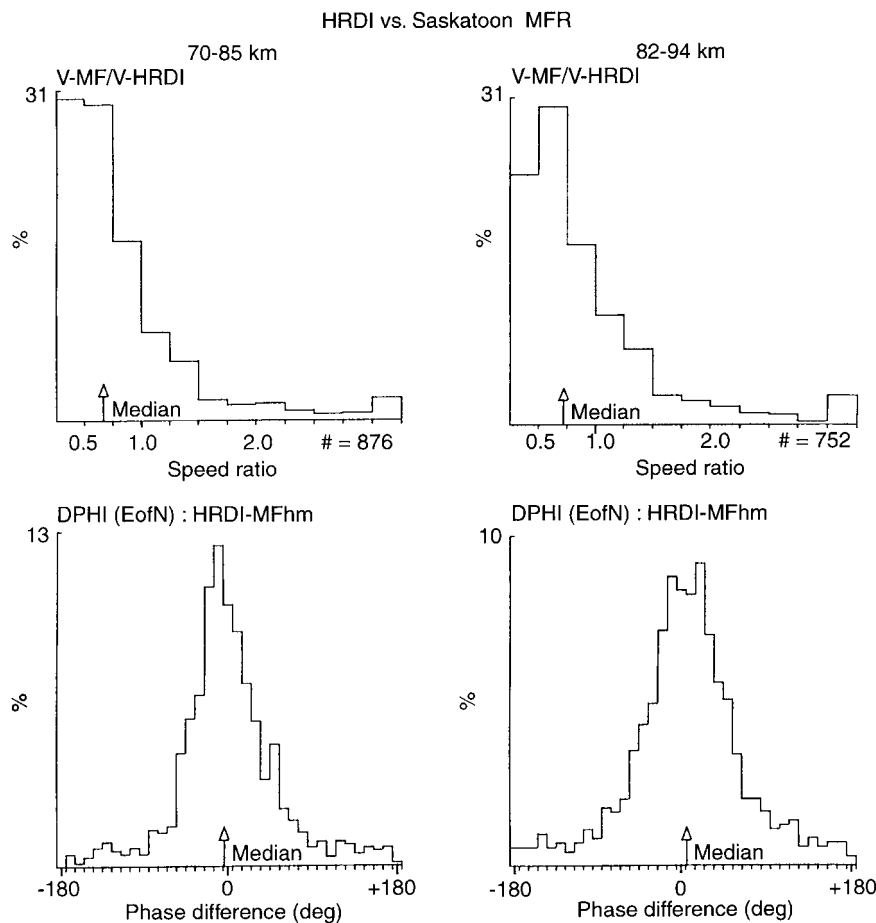 HRDI vs. Saskatoon MFR
70-85 km
V-MF/V-HRDI
31
%
Median
0.5 1.0 2.0 # = 876
Speed ratio
82-94 km
V-MF/V-HRDI
31
%
Median
0.5 1.0 2.0 # = 752
Speed ratio
DPHI (EofN) : HRDI-MFhm
13
%
Median
-180 0 +180
Phase difference (deg)
DPHI (EofN) : HRDI-MFhm
10
%
Median
-180 0 +180
Phase difference (deg)